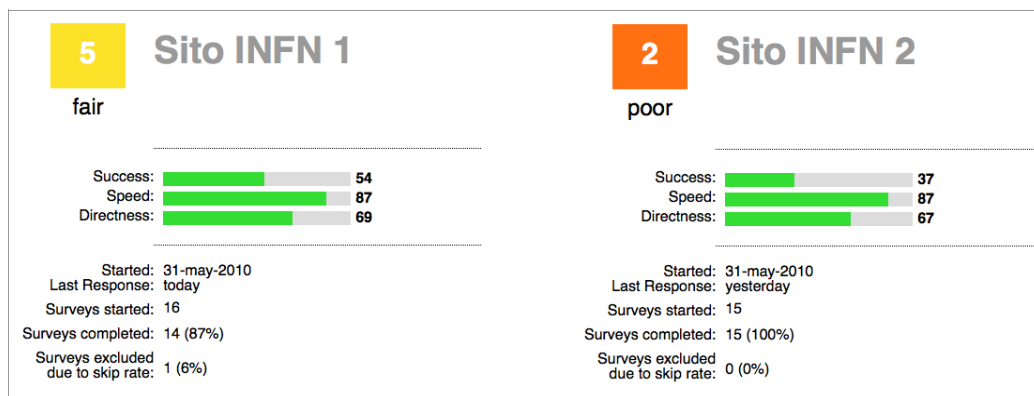 5 Sito INFN 1
fair
Success: 54
Speed: 87
Directness: 69
Started: 31-may-2010
Last Response: today
Surveys started: 16
Surveys completed: 14 (87%)
Surveys excluded
due to skip rate: 1 (6%)
2 Sito INFN 2
poor
Success: 37
Speed: 87
Directness: 67
Started: 31-may-2010
Last Response: yesterday
Surveys started: 15
Surveys completed: 15 (100%)
Surveys excluded
due to skip rate: 0 (0%)